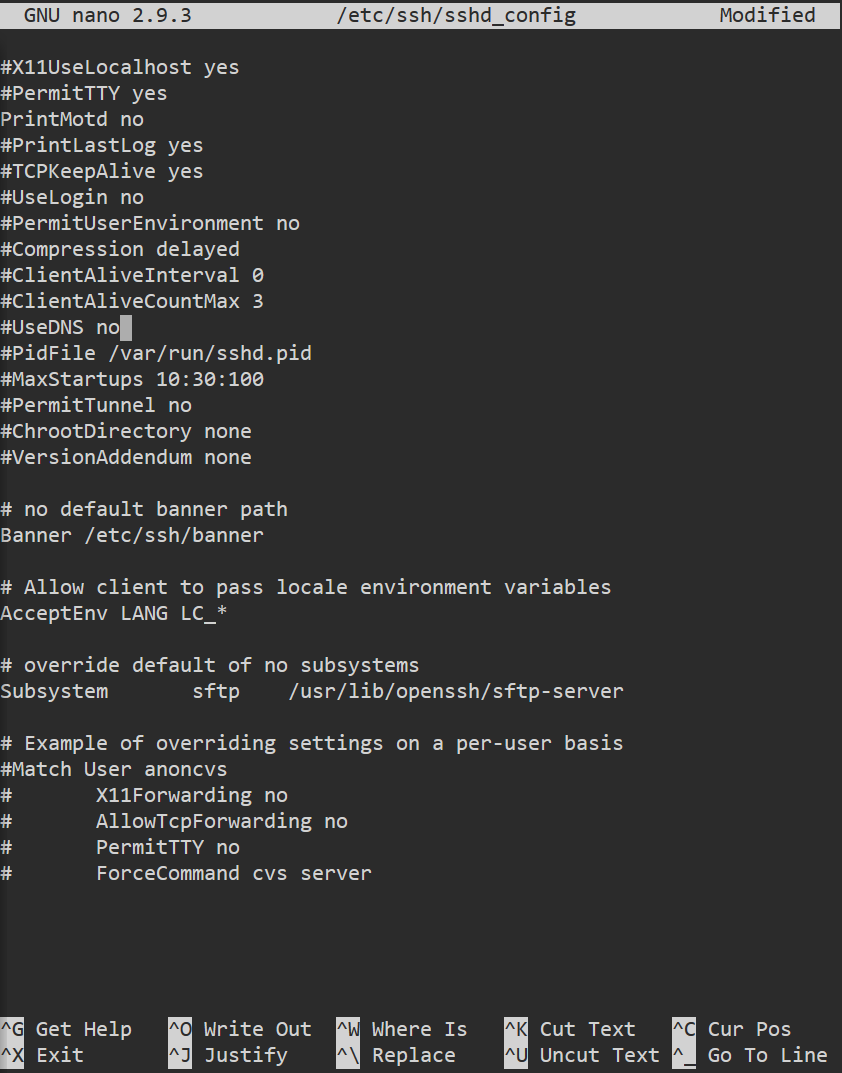 GNU nano 2.9.3 /etc/ssh/sshd_config Modified
#X11UseLocalhost yes
#PermitTTY yes
PrintMotd no
#PrintLastLog yes
#TCPKeepAlive yes
#UseLogin no
#PermitUserEnvironment no
#Compression delayed
#ClientAliveInterval 0
#ClientAliveCountMax 3
#UseDNS no
#PidFile /var/run/sshd.pid
#MaxStartups 10:30:100
#PermitTunnel no
#ChrootDirectory none
#VersionAddendum none
# no default banner path
Banner /etc/ssh/banner
# Allow client to pass locale environment variables
AcceptEnv LANG LC_*
# override default of no subsystems
Subsystem sftp /usr/lib/openssh/sftp-server
# Example of overriding settings on a per-user basis
#Match User anoncvs
# X11Forwarding no
# AllowTcpForwarding no
# PermitTTY no
# ForceCommand cvs server
^G Get Help ^O Write Out ^W Where Is ^K Cut Text ^C Cur Pos
^X Exit ^J Justify ^\ Replace ^U Uncut Text ^_ Go To Line